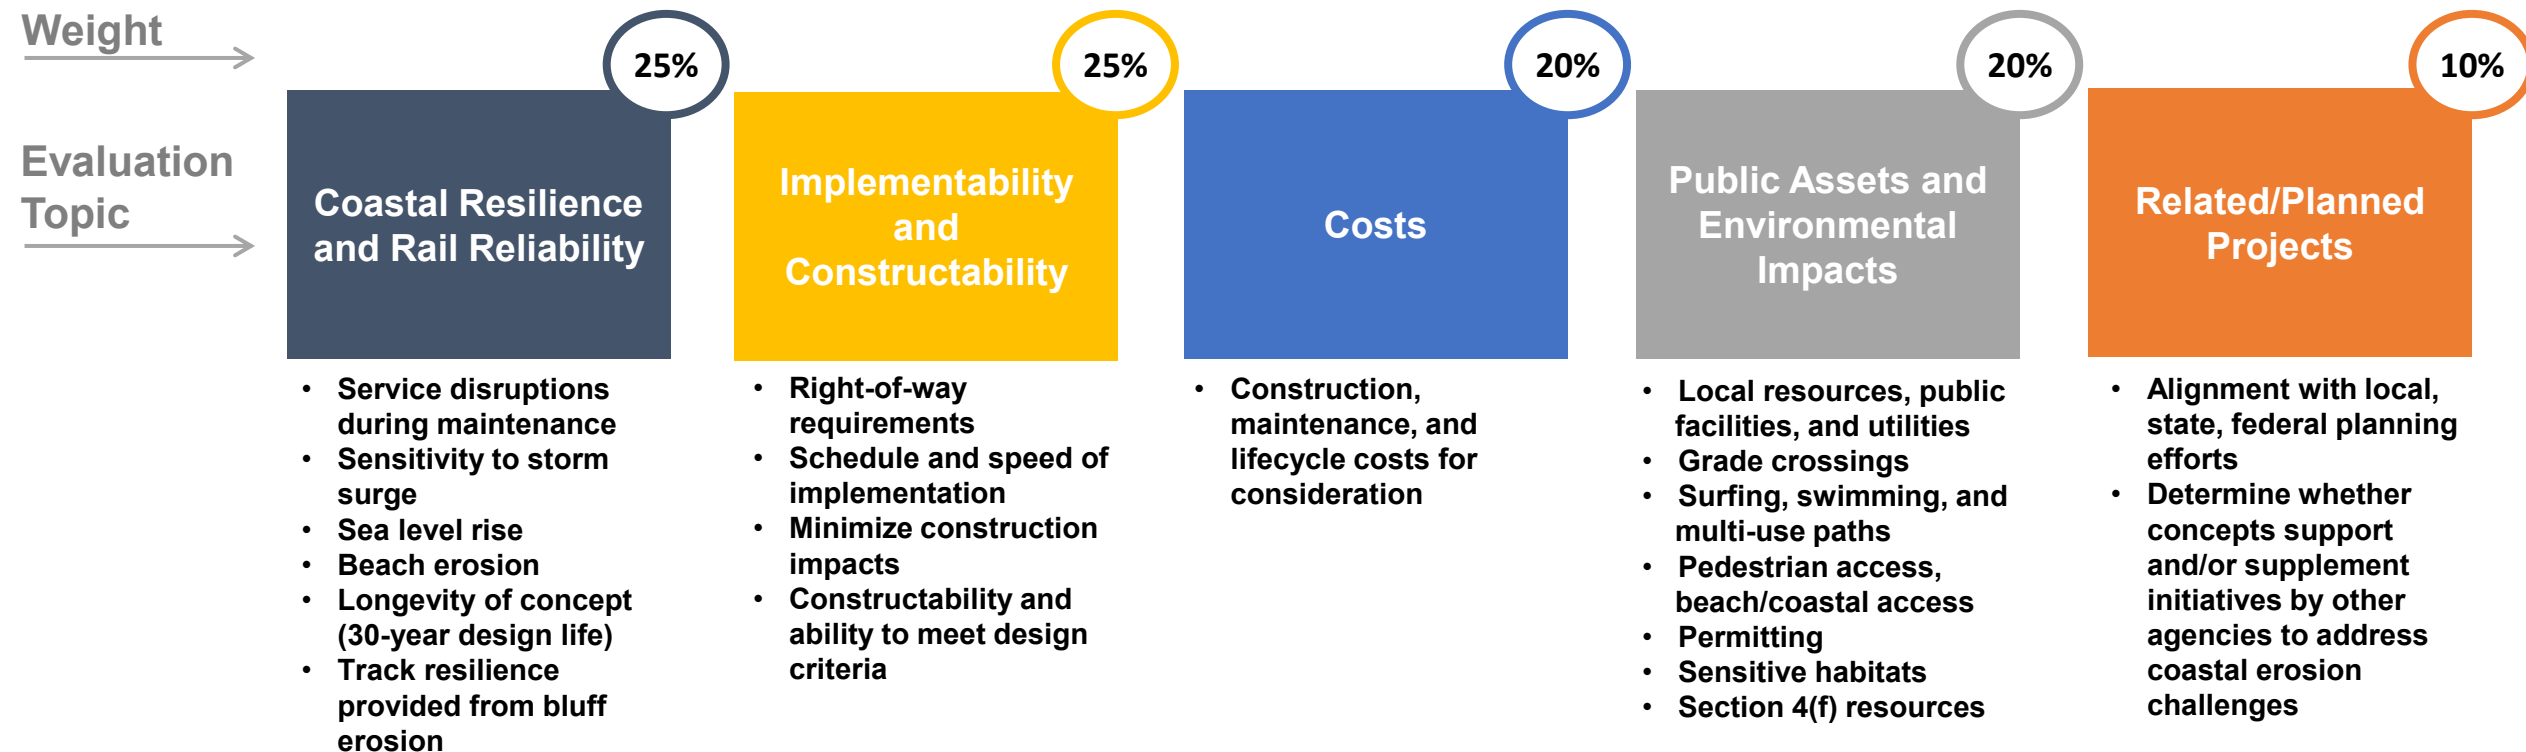 Weight
25%
25%
20%
20%
10%
Evaluation
Topic
Coastal Resilience
and Rail Reliability
• Service disruptions
during maintenance
• Sensitivity to storm
surge
• Sea level rise
• Beach erosion
• Longevity of concept
(30-year design life)
• Track resilience
provided from bluff
erosion
Implementability
and
Constructability
• Right-of-way
requirements
• Schedule and speed of
implementation
• Minimize construction
impacts
• Constructability and
ability to meet design
criteria
Costs
• Construction,
maintenance, and
lifecycle costs for
consideration
Public Assets and
Environmental
Impacts
• Local resources, public
facilities, and utilities
• Grade crossings
• Surfing, swimming, and
multi-use paths
• Pedestrian access,
beach/coastal access
• Permitting
• Sensitive habitats
• Section 4(f) resources
Related/Planned
Projects
• Alignment with local,
state, federal planning
efforts
• Determine whether
concepts support
and/or supplement
initiatives by other
agencies to address
coastal erosion
challenges